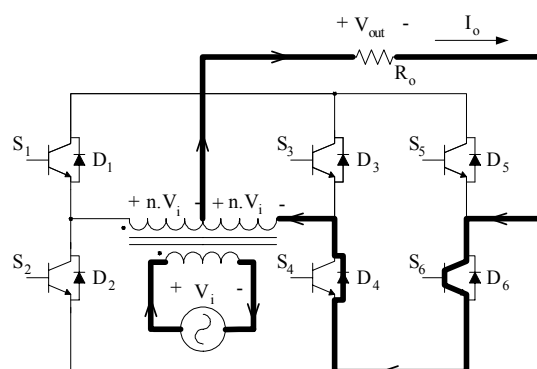 + V_out - I_o
R_o
S_1 D_1 S_3 D_3 S_5 D_5
+ n.V_i - + n.V_i -
S_2 D_2 S_4 D_4 S_6 D_6
+ V_i -